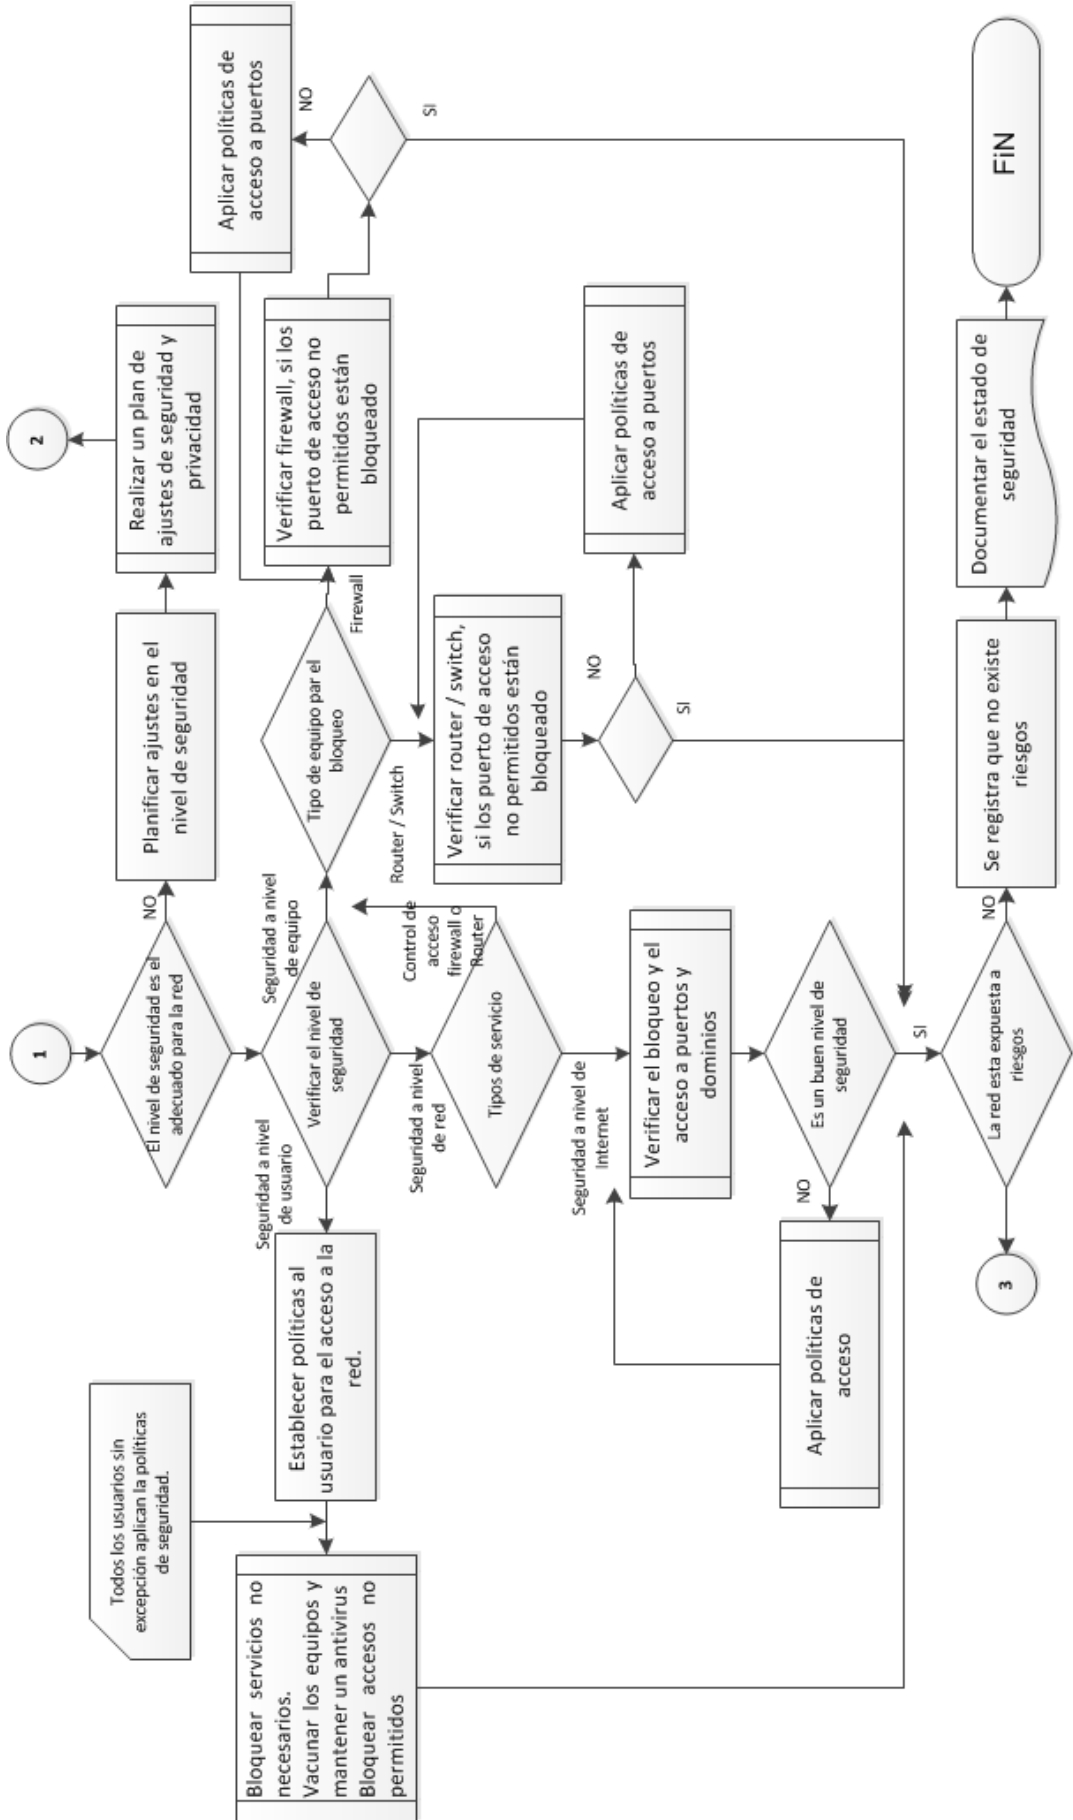 1
El nivel de seguridad es el
adecuado para la red
NO
Planificar ajustes en el
nivel de seguridad
Realizar un plan de
ajustes de seguridad y
privacidad
2
Verificar el nivel de
seguridad
Seguridad a nivel
de usuario
Establecer políticas al
usuario para el acceso a la
red.
Todos los usuarios sin
excepción aplican la políticas
de seguridad.
Bloquear servicios no
necesarios.
Vacunar los equipos y
mantener un antivirus
Bloquear accesos no
permitidos
Seguridad a nivel
de equipo
Tipo de equipo par el
bloqueo
Firewall
Verificar firewall, si los
puerto de acceso no
permitidos están
bloqueado
NO
SI
Aplicar políticas de
acceso a puertos
Router / Switch
Verificar router / switch,
si los puerto de acceso
no permitidos están
bloqueado
NO
SI
Aplicar políticas de
acceso a puertos
Seguridad a nivel
de red
Tipos de servicio
Control de
acceso
firewall o
Router
Seguridad a nivel de
Internet
Verificar el bloqueo y el
acceso a puertos y
dominios
Es un buen nivel de
seguridad
NO
SI
Aplicar políticas de
acceso
La red esta expuesta a
riesgos
3
NO
Se registra que no existe
riesgos
Documentar el estado de
seguridad
FiN